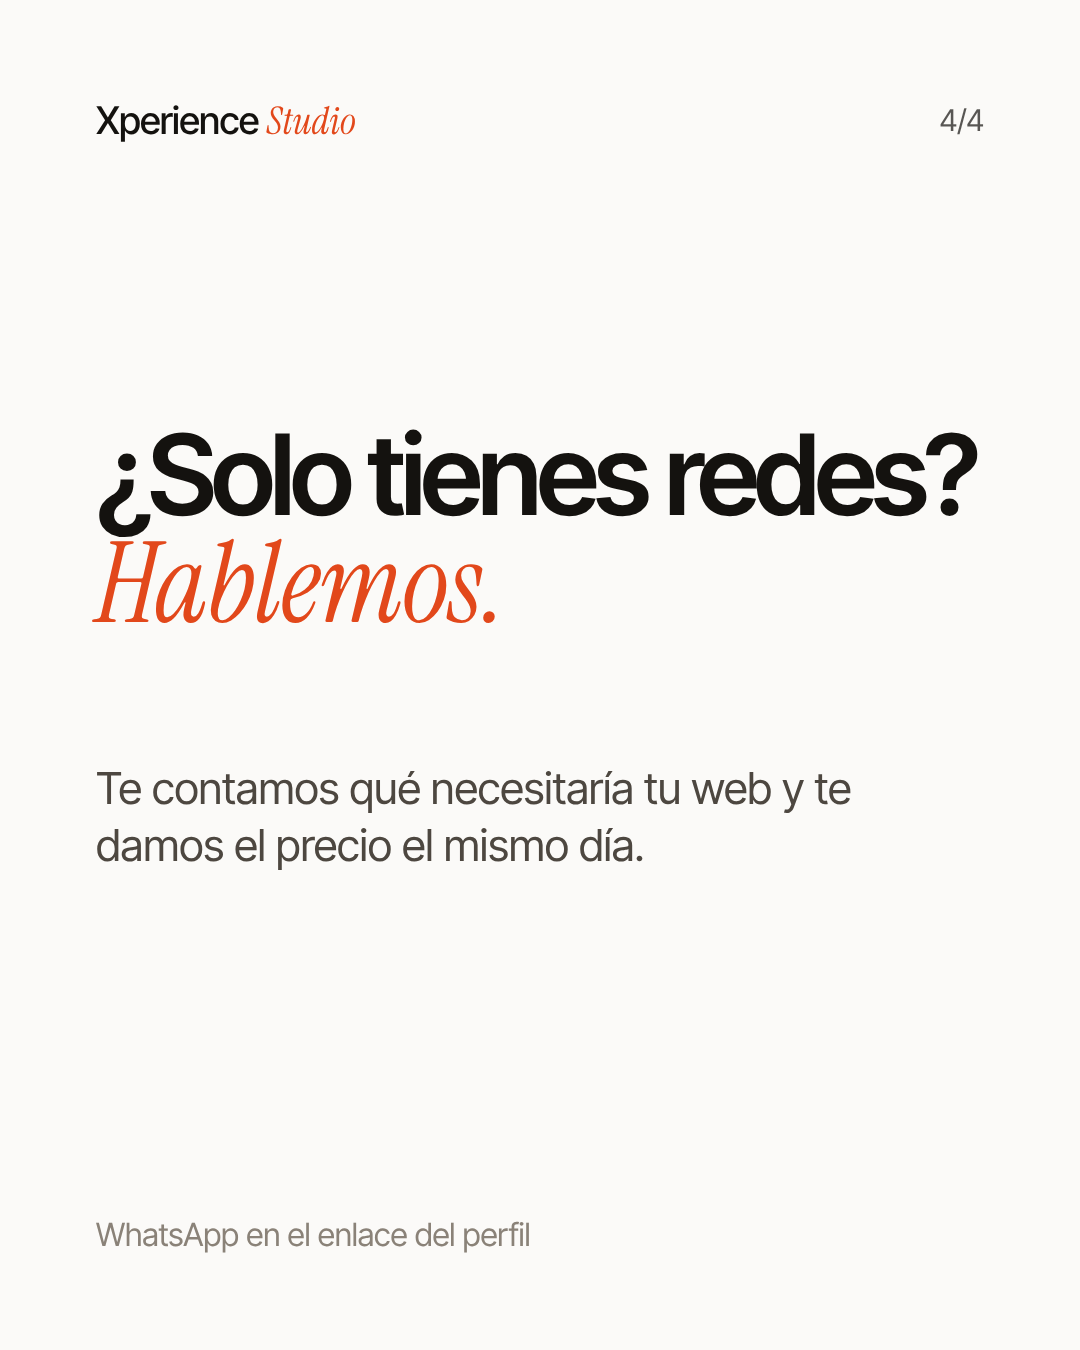 Xperience Studio
4/4
¿Solo tienes redes?
Hablemos.
Te contamos qué necesitaría tu web y te
damos el precio el mismo día.
WhatsApp en el enlace del perfil